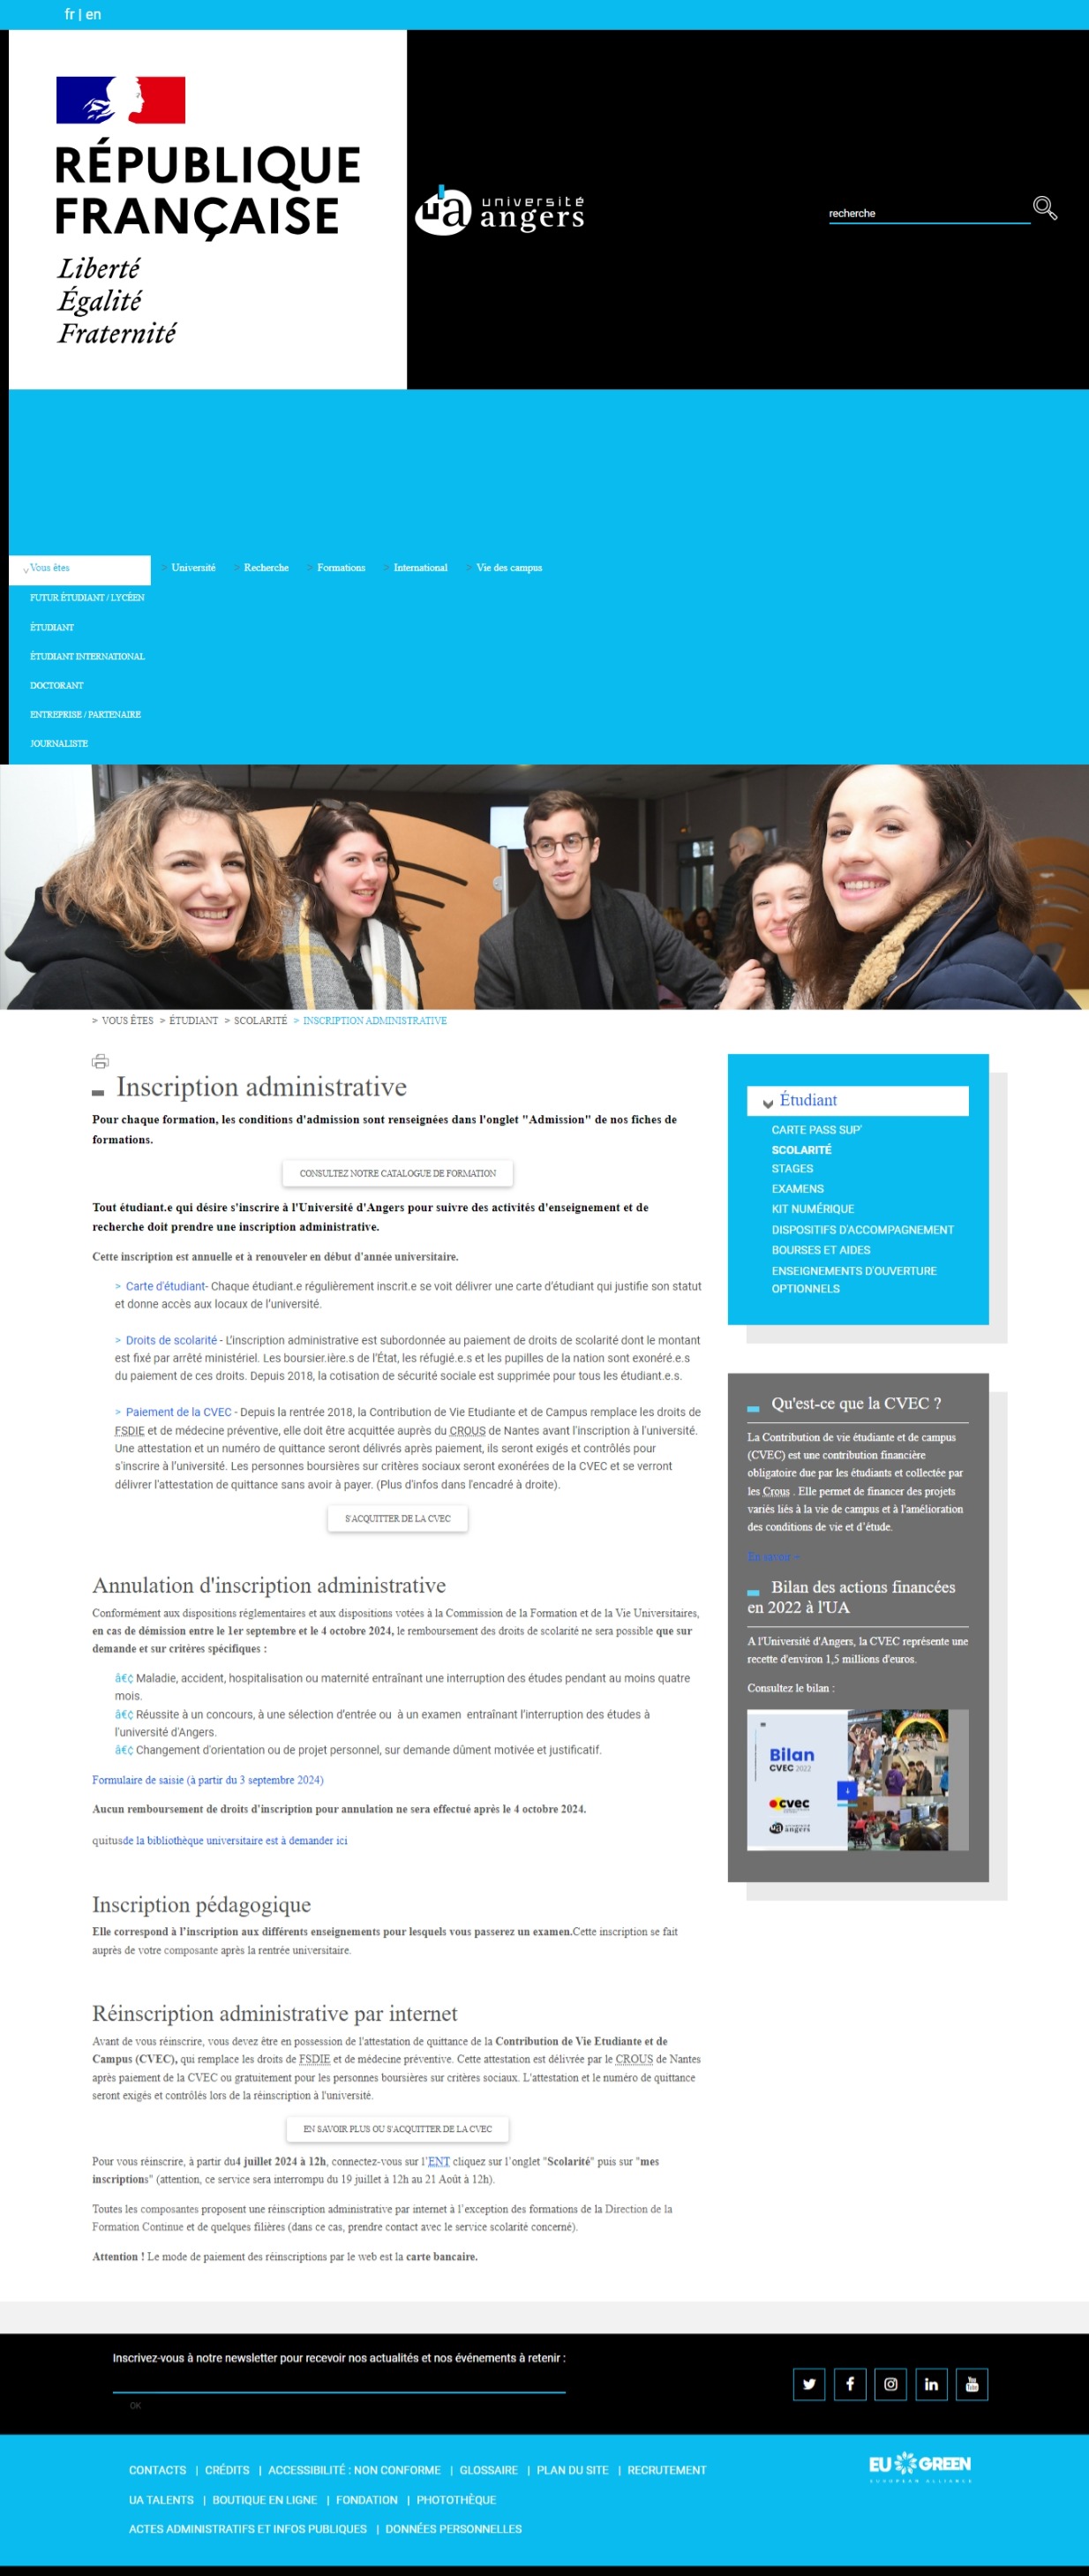 fr | en
RÉPUBLIQUE
FRANÇAISE
Liberté
Égalité
Fraternité
ua université
angers
recherche
Vous êtes > Université > Recherche > Formations > International > Vie des campus
FUTUR ÉTUDIANT / LYCÉEN
ÉTUDIANT
ÉTUDIANT INTERNATIONAL
DOCTORANT
ENTREPRISE / PARTENAIRE
JOURNALISTE
> VOUS ÊTES > ÉTUDIANT > SCOLARITÉ > INSCRIPTION ADMINISTRATIVE
Inscription administrative
Pour chaque formation, les conditions d'admission sont renseignées dans l'onglet "Admission" de nos fiches de
formations.
CONSULTEZ NOTRE CATALOGUE DE FORMATION
Tout étudiant.e qui désire s'inscrire à l'Université d'Angers pour suivre des activités d'enseignement et de
recherche doit prendre une inscription administrative.
Cette inscription est annuelle et à renouveler en début d'année universitaire.
> Carte d'étudiant- Chaque étudiant.e régulièrement inscrit.e se voit délivrer une carte d'étudiant qui justifie son statut
et donne accès aux locaux de l'université.
> Droits de scolarité - L'inscription administrative est subordonnée au paiement de droits de scolarité dont le montant
est fixé par arrêté ministériel. Les boursier.ière.s de l'État, les réfugié.e.s et les pupilles de la nation sont exonéré.e.s
du paiement de ces droits. Depuis 2018, la cotisation de sécurité sociale est supprimée pour tous les étudiant.e.s.
> Paiement de la CVEC - Depuis la rentrée 2018, la Contribution de Vie Etudiante et de Campus remplace les droits de
FSDIE et de médecine préventive, elle doit être acquittée auprès du CROUS de Nantes avant l'inscription à l'université.
Une attestation et un numéro de quittance seront délivrés après paiement, ils seront exigés et contrôlés pour
s'inscrire à l'université. Les personnes boursières sur critères sociaux seront exonérées de la CVEC et se verront
délivrer l'attestation de quittance sans avoir à payer. (Plus d'infos dans l'encadré à droite).
S'ACQUITTER DE LA CVEC
Annulation d'inscription administrative
Conformément aux dispositions réglementaires et aux dispositions votées à la Commission de la Formation et de la Vie Universitaires,
en cas de démission entre le 1er septembre et le 4 octobre 2024, le remboursement des droits de scolarité ne sera possible que sur
demande et sur critères spécifiques :
â€¢ Maladie, accident, hospitalisation ou maternité entraînant une interruption des études pendant au moins quatre
mois.
â€¢ Réussite à un concours, à une sélection d'entrée ou à un examen entraînant l'interruption des études à
l'université d'Angers.
â€¢ Changement d'orientation ou de projet personnel, sur demande dûment motivée et justificatif.
Formulaire de saisie (à partir du 3 septembre 2024)
Aucun remboursement de droits d'inscription pour annulation ne sera effectué après le 4 octobre 2024.
quitusde la bibliothèque universitaire est à demander ici
Inscription pédagogique
Elle correspond à l'inscription aux différents enseignements pour lesquels vous passerez un examen.Cette inscription se fait
auprès de votre composante après la rentrée universitaire.
Réinscription administrative par internet
Avant de vous réinscrire, vous devez être en possession de l'attestation de quittance de la Contribution de Vie Etudiante et de
Campus (CVEC), qui remplace les droits de FSDIE et de médecine préventive. Cette attestation est délivrée par le CROUS de Nantes
après paiement de la CVEC ou gratuitement pour les personnes boursières sur critères sociaux. L'attestation et le numéro de quittance
seront exigés et contrôlés lors de la réinscription à l'université.
EN SAVOIR PLUS OU S'ACQUITTER DE LA CVEC
Pour vous réinscrire, à partir du4 juillet 2024 à 12h, connectez-vous sur l'ENT cliquez sur l'onglet "Scolarité" puis sur "mes
inscriptions" (attention, ce service sera interrompu du 19 juillet à 12h au 21 Août à 12h).
Toutes les composantes proposent une réinscription administrative par internet à l'exception des formations de la Direction de la
Formation Continue et de quelques filières (dans ce cas, prendre contact avec le service scolarité concerné).
Attention ! Le mode de paiement des réinscriptions par le web est la carte bancaire.
Étudiant
CARTE PASS SUP'
SCOLARITÉ
STAGES
EXAMENS
KIT NUMÉRIQUE
DISPOSITIFS D'ACCOMPAGNEMENT
BOURSES ET AIDES
ENSEIGNEMENTS D'OUVERTURE
OPTIONNELS
Qu'est-ce que la CVEC ?
La Contribution de vie étudiante et de campus
(CVEC) est une contribution financière
obligatoire due par les étudiants et collectée par
les Crous . Elle permet de financer des projets
variés liés à la vie de campus et à l'amélioration
des conditions de vie et d'étude.
En savoir +
Bilan des actions financées
en 2022 à l'UA
A l'Université d'Angers, la CVEC représente une
recette d'environ 1,5 millions d'euros.
Consultez le bilan :
Bilan
CVEC 2022
cvec
ua université
angers
Inscrivez-vous à notre newsletter pour recevoir nos actualités et nos événements à retenir :
OK
CONTACTS | CRÉDITS | ACCESSIBILITÉ : NON CONFORME | GLOSSAIRE | PLAN DU SITE | RECRUTEMENT
UA TALENTS | BOUTIQUE EN LIGNE | FONDATION | PHOTOTHÈQUE
ACTES ADMINISTRATIFS ET INFOS PUBLIQUES | DONNÉES PERSONNELLES
EU GREEN
EUROPEAN ALLIANCE